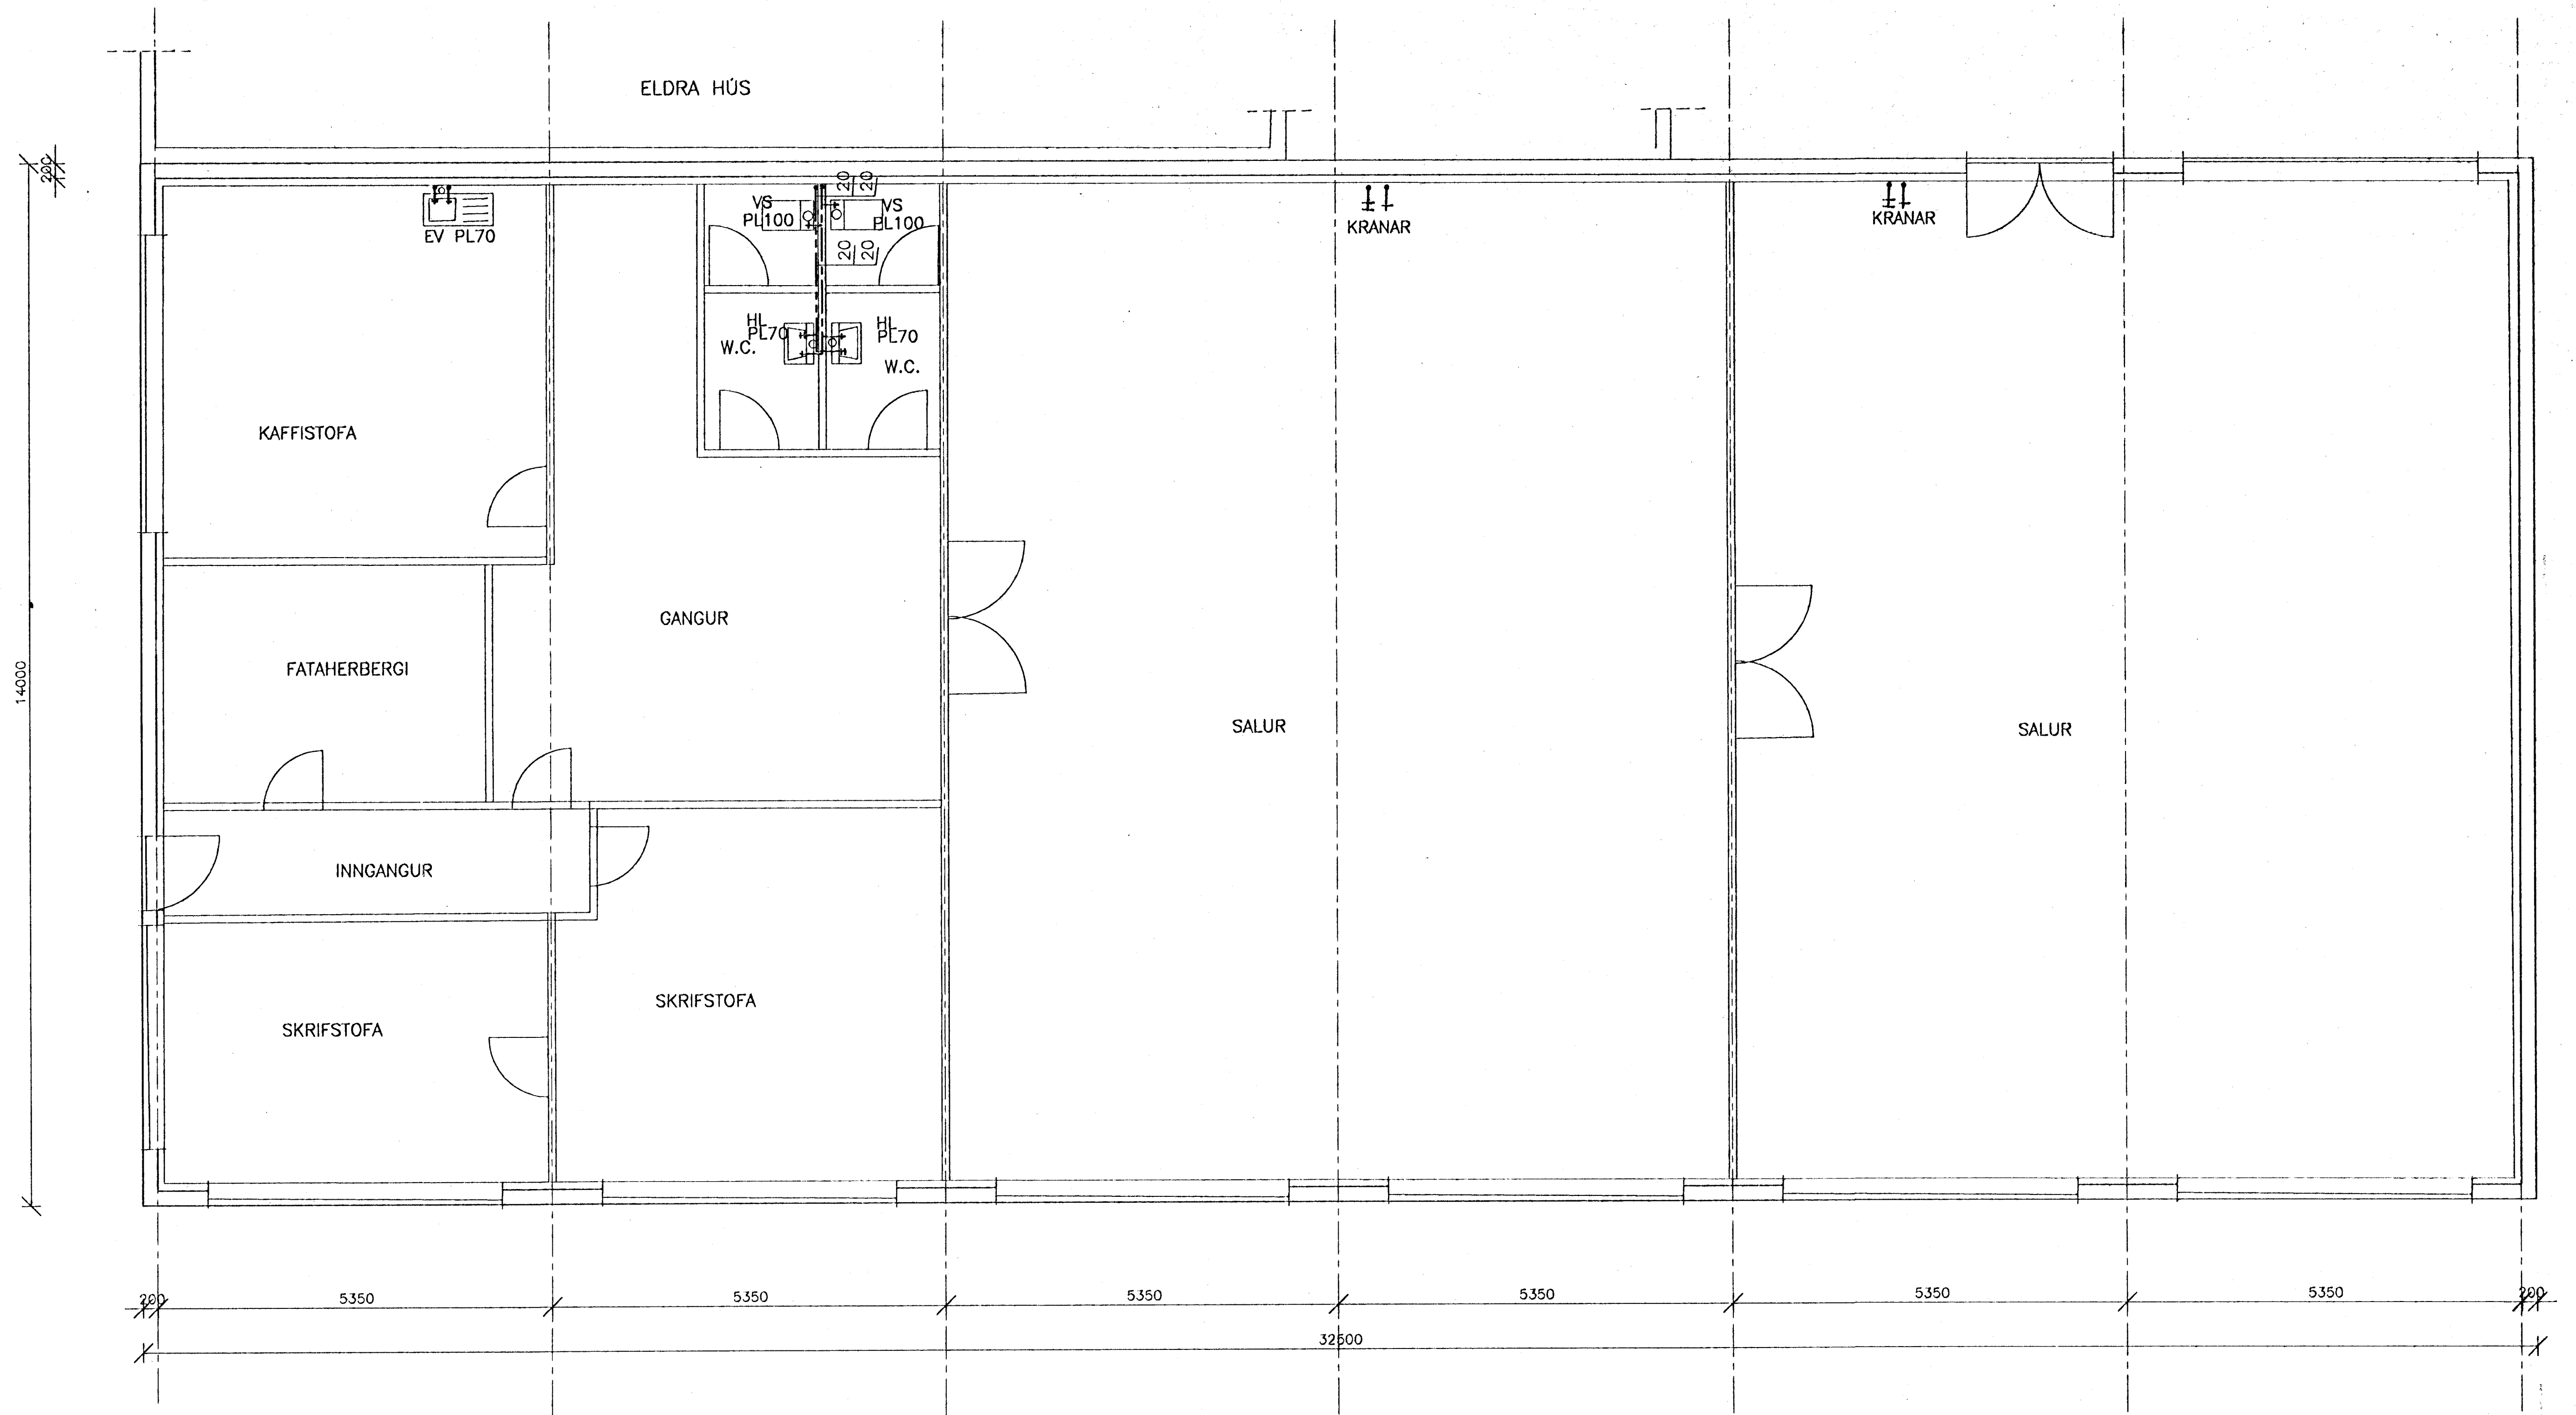 ELDRA HÚS
200
20 20
VS
PL100
VS
PL100
EV PL70
KRANAR
KRANAR
20 20
HL
PL70
HL
PL70
W.C.
W.C.
KAFFISTOFA
GANGUR
FATAHERBERGI
14000
SALUR
SALUR
INNGANGUR
SKRIFSTOFA
SKRIFSTOFA
200 5350 5350 5350 5350 5350 5350 200
32500